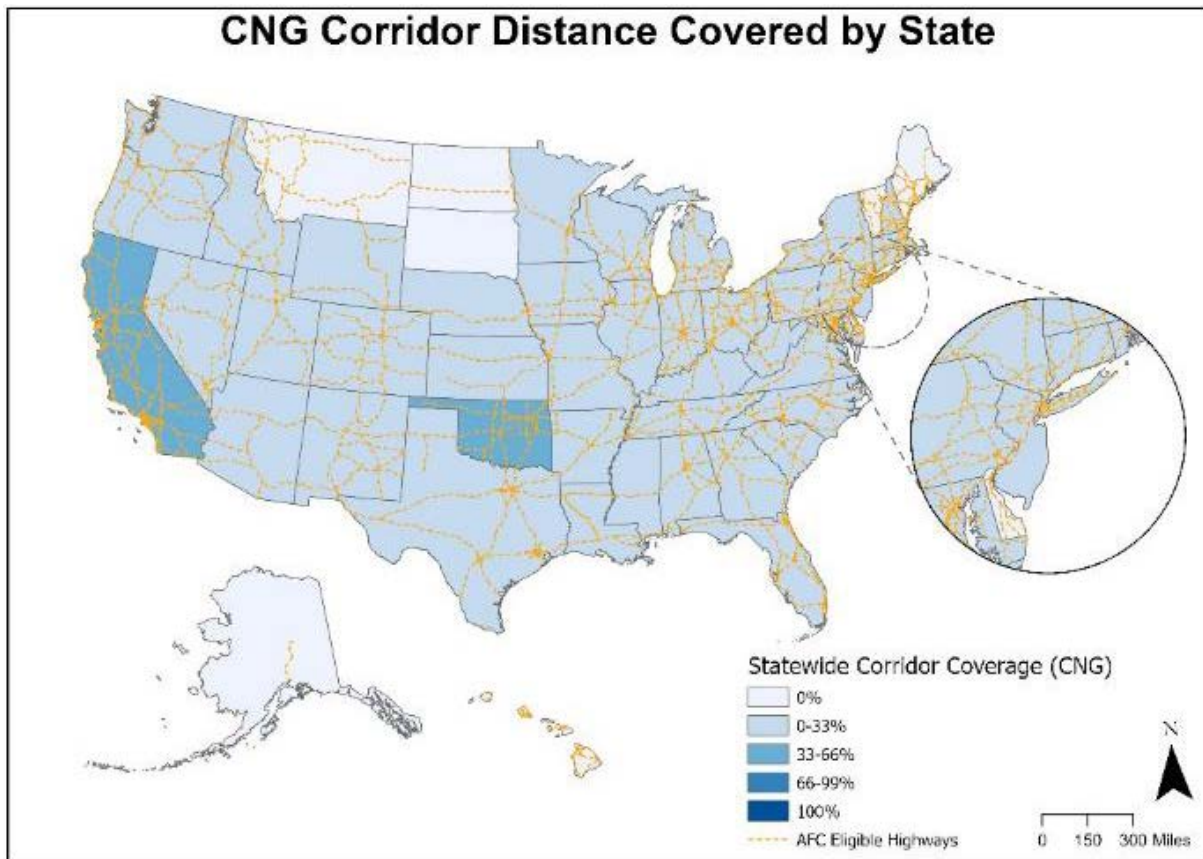 CNG Corridor Distance Covered by State
Statewide Corridor Coverage (CNG)
0%
0-33%
33-66%
66-99%
100%
AFC Eligible Highways
N
0 150 300 Miles